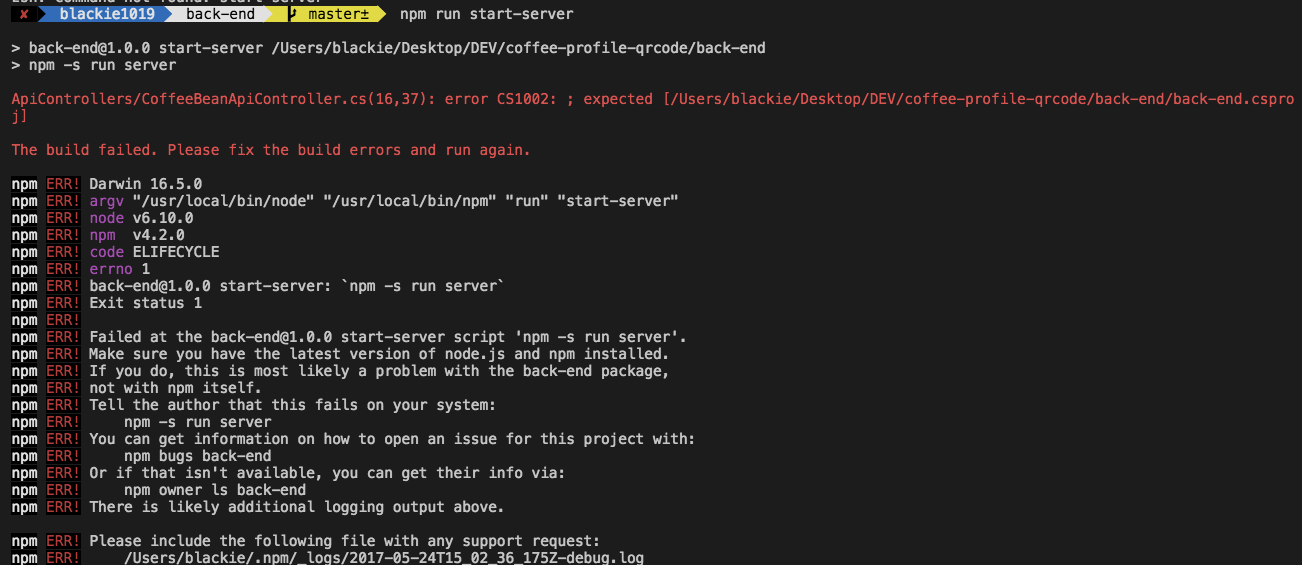 ✘ blackie1019 back-end master± npm run start-server
> back-end@1.0.0 start-server /Users/blackie/Desktop/DEV/coffee-profile-qrcode/back-end
> npm -s run server
ApiControllers/CoffeeBeanApiController.cs(16,37): error CS1002: ; expected [/Users/blackie/Desktop/DEV/coffee-profile-qrcode/back-end/back-end.cspro
j]
The build failed. Please fix the build errors and run again.
npm ERR! Darwin 16.5.0
npm ERR! argv "/usr/local/bin/node" "/usr/local/bin/npm" "run" "start-server"
npm ERR! node v6.10.0
npm ERR! npm  v4.2.0
npm ERR! code ELIFECYCLE
npm ERR! errno 1
npm ERR! back-end@1.0.0 start-server: `npm -s run server`
npm ERR! Exit status 1
npm ERR!
npm ERR! Failed at the back-end@1.0.0 start-server script 'npm -s run server'.
npm ERR! Make sure you have the latest version of node.js and npm installed.
npm ERR! If you do, this is most likely a problem with the back-end package,
npm ERR! not with npm itself.
npm ERR! Tell the author that this fails on your system:
npm ERR!     npm -s run server
npm ERR! You can get information on how to open an issue for this project with:
npm ERR!     npm bugs back-end
npm ERR! Or if that isn't available, you can get their info via:
npm ERR!     npm owner ls back-end
npm ERR! There is likely additional logging output above.
npm ERR! Please include the following file with any support request:
npm ERR!     /Users/blackie/.npm/_logs/2017-05-24T15_02_36_175Z-debug.log